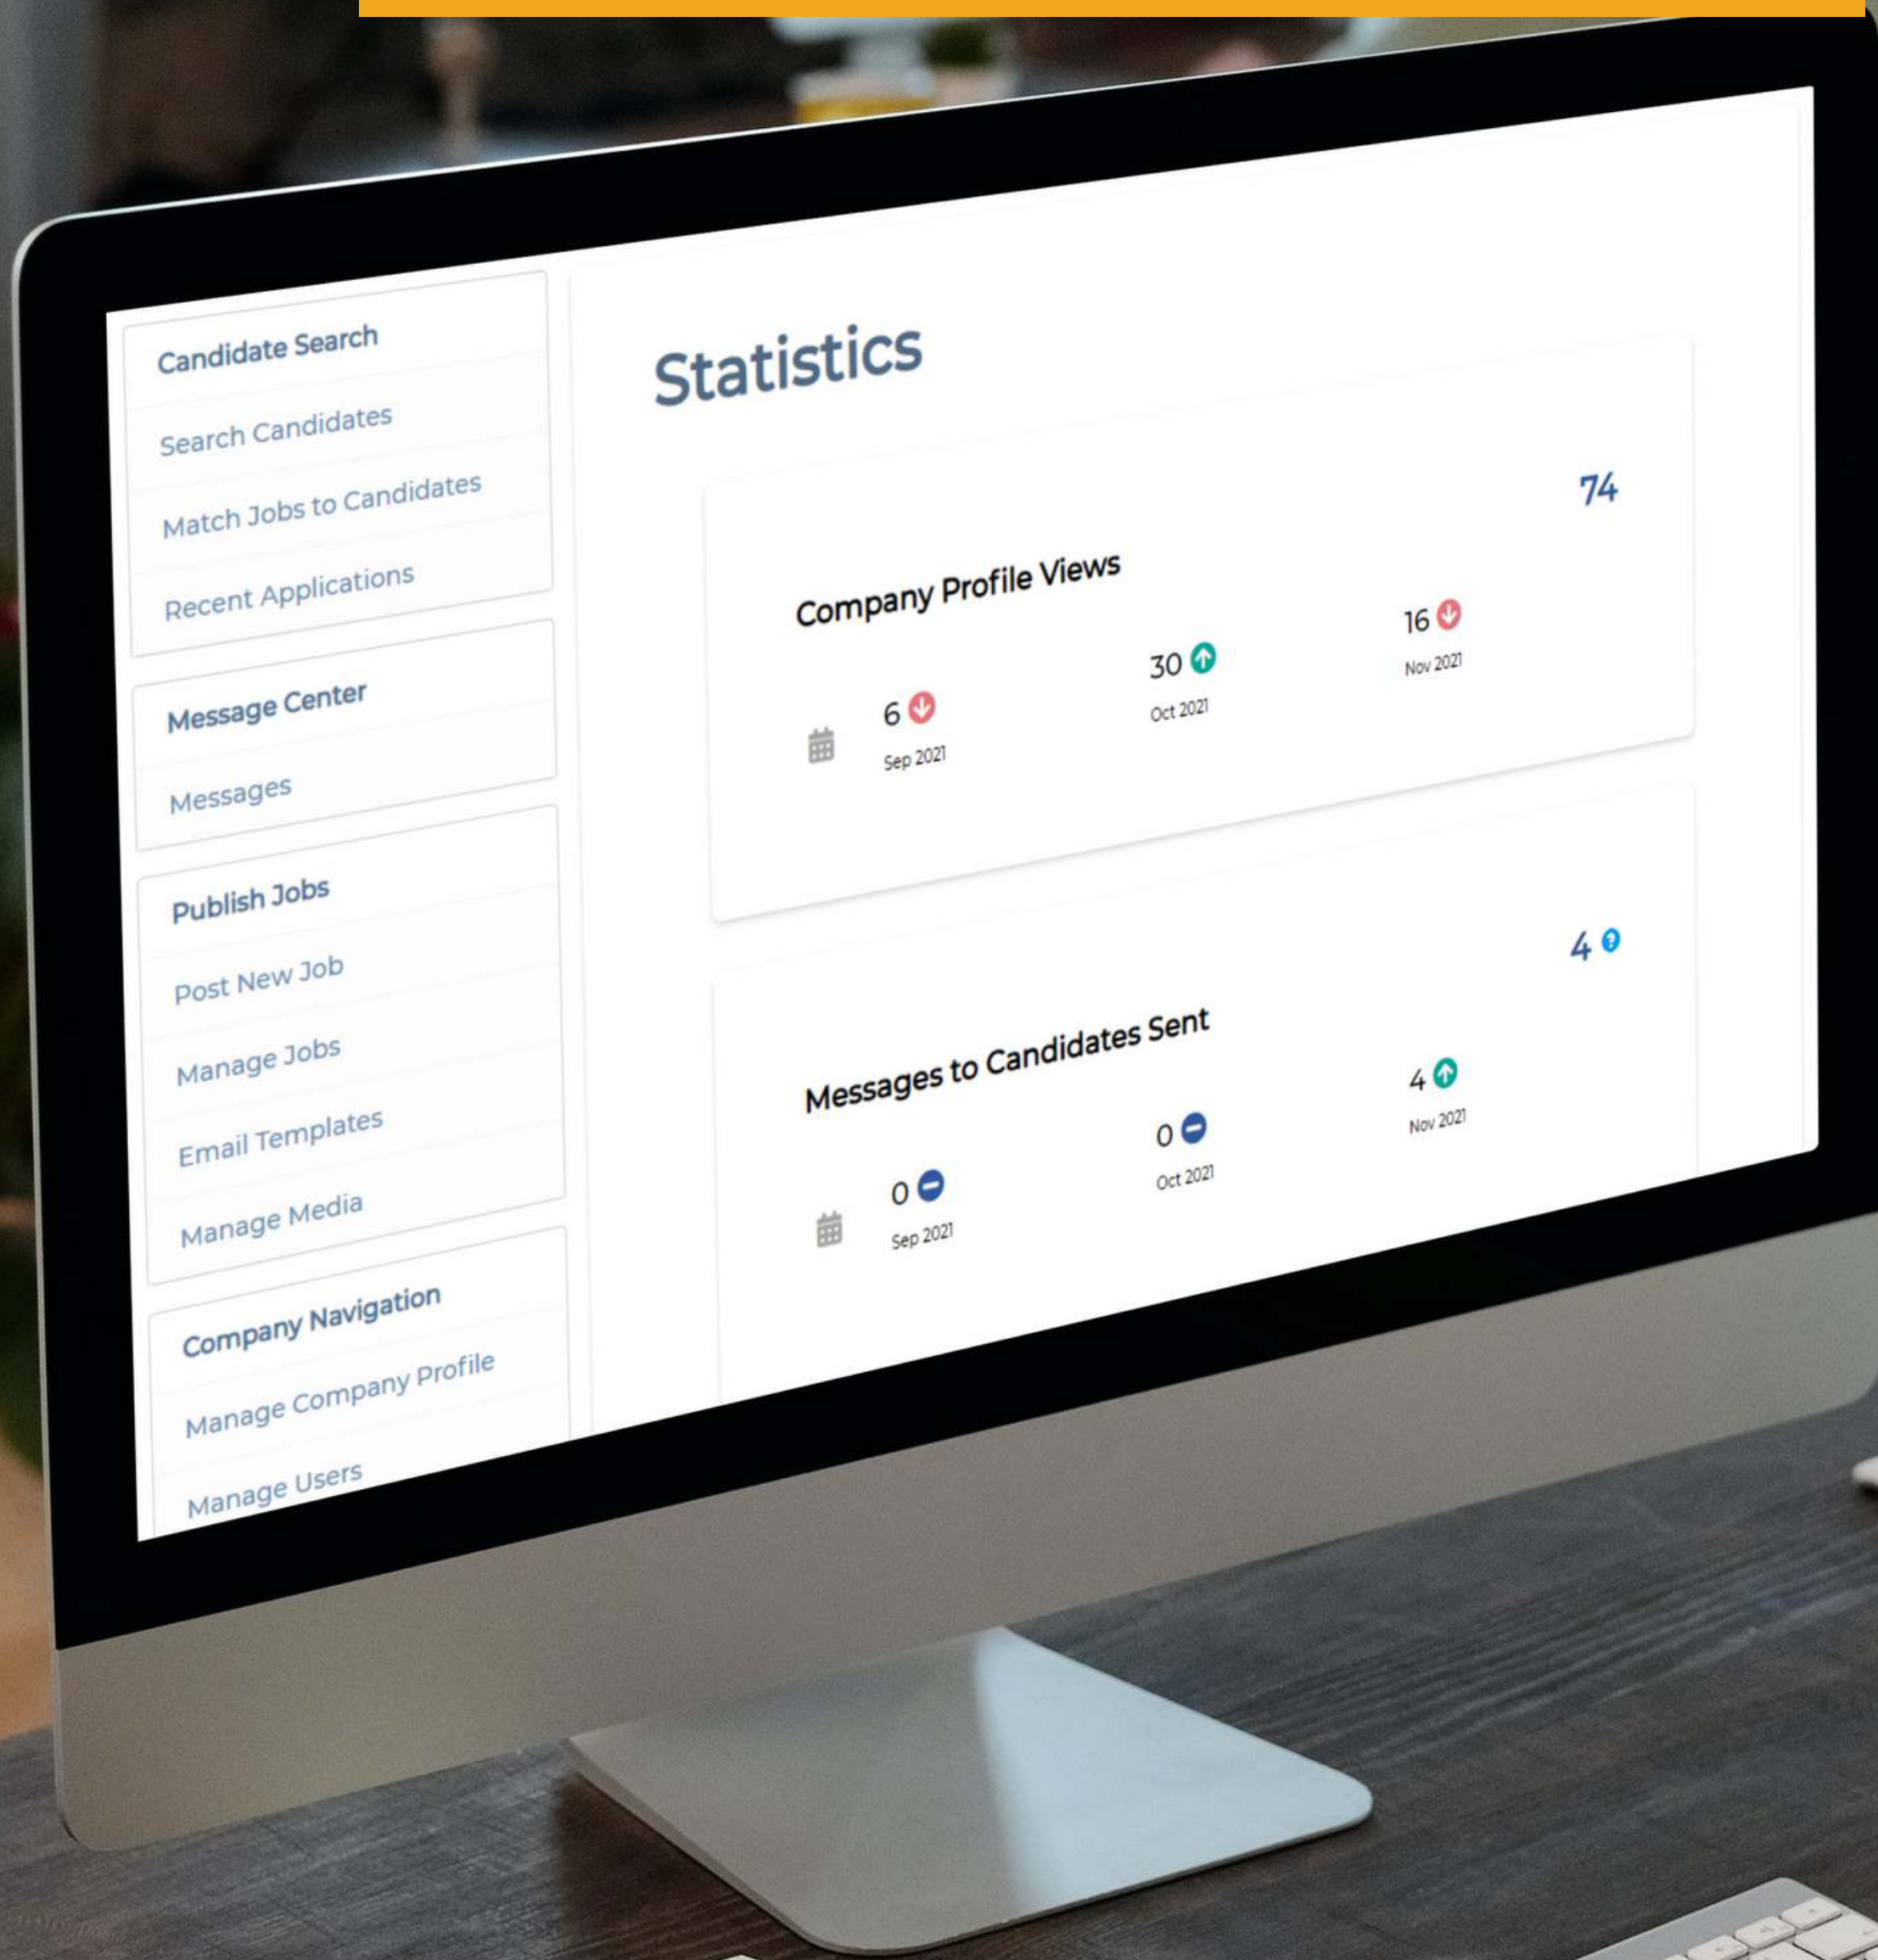 Candidate Search
Search Candidates
Match Jobs to Candidates
Recent Applications
Message Center
Messages
Publish Jobs
Post New Job
Manage Jobs
Email Templates
Manage Media
Company Navigation
Manage Company Profile
Manage Users
Statistics
74
Company Profile Views
6
Sep 2021
30
Oct 2021
16
Nov 2021
4 ?
Messages to Candidates Sent
0
Sep 2021
0
Oct 2021
4
Nov 2021